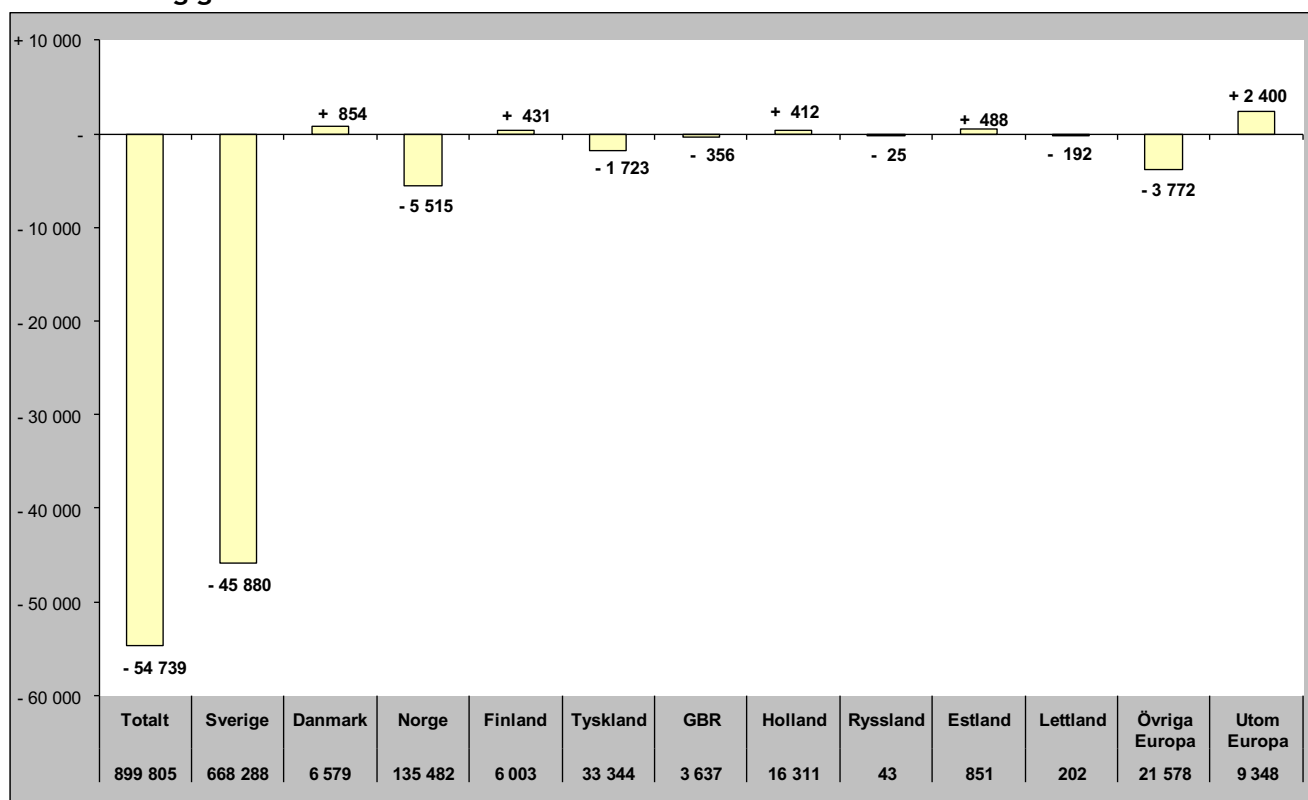 + 10 000
-
- 10 000
- 20 000
- 30 000
- 40 000
- 50 000
- 60 000
- 54 739
- 45 880
+ 854
- 5 515
+ 431
- 1 723
- 356
+ 412
- 25
+ 488
- 192
- 3 772
+ 2 400
Totalt Sverige Danmark Norge Finland Tyskland GBR Holland Ryssland Estland Lettland Övriga Europa Utom Europa
899 805 668 288 6 579 135 482 6 003 33 344 3 637 16 311 43 851 202 21 578 9 348